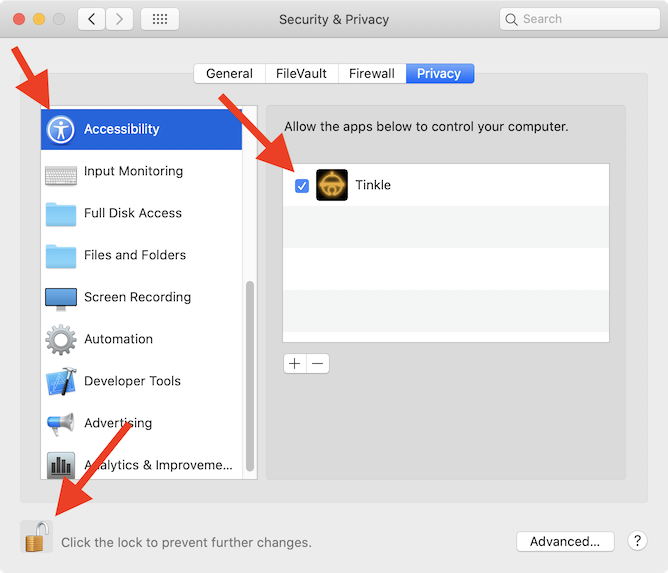 Security & Privacy
Search
General
FileVault
Firewall
Privacy
Accessibility
Input Monitoring
Full Disk Access
Files and Folders
Screen Recording
Automation
Developer Tools
Advertising
Analytics & Improveme...
Allow the apps below to control your computer.
Tinkle
+ −
Click the lock to prevent further changes.
Advanced...
?